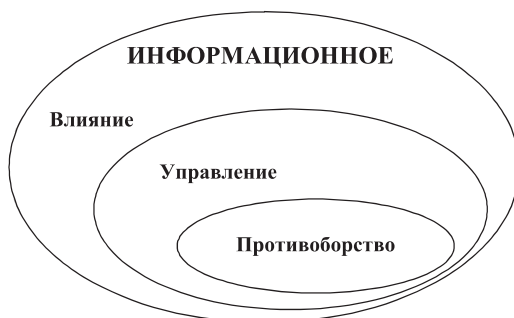 ИНФОРМАЦИОННОЕ
Влияние
Управление
Противоборство